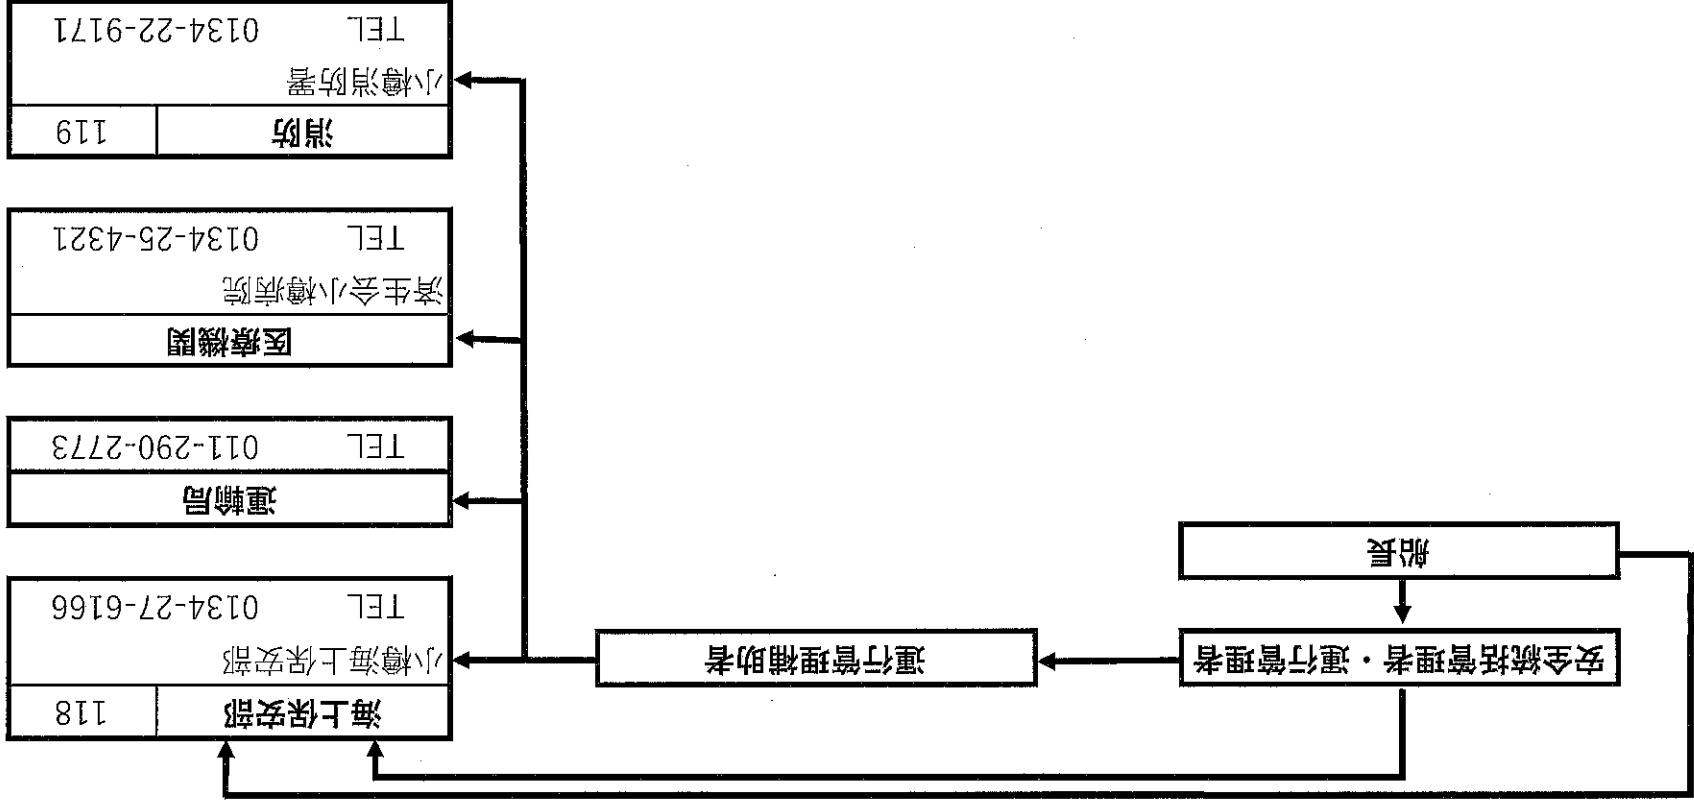 安全統括管理者・運行管理者
船長
運行管理補助者
海上保安部 118
小樽海上保安部
TEL 0134-27-6166
運輸局
TEL 011-290-2773
医療機関
済生会小樽病院
TEL 0134-25-4321
消防 119
小樽消防署
TEL 0134-22-9171